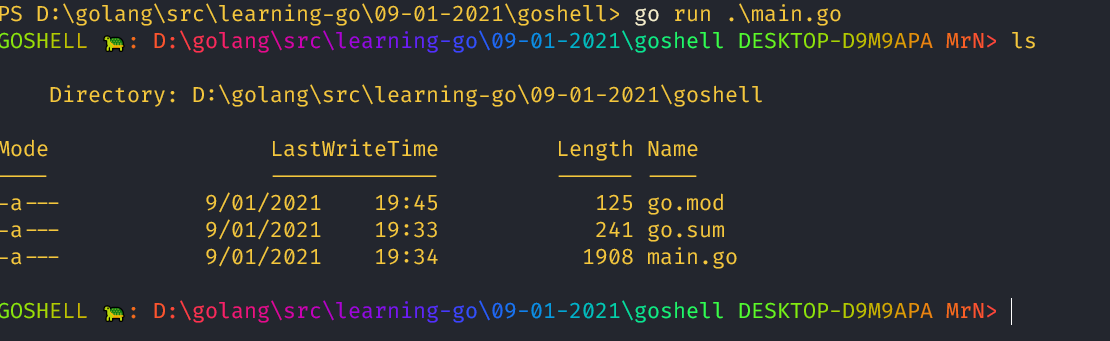 PS D:\golang\src\learning-go\09-01-2021\goshell> go run .\main.go
GOSHELL 🐢: D:\golang\src\learning-go\09-01-2021\goshell DESKTOP-D9M9APA MrN> ls
Directory: D:\golang\src\learning-go\09-01-2021\goshell
Mode LastWriteTime Length Name
---- ------------- ------ ----
-a--- 9/01/2021 19:45 125 go.mod
-a--- 9/01/2021 19:33 241 go.sum
-a--- 9/01/2021 19:34 1908 main.go
GOSHELL 🐢: D:\golang\src\learning-go\09-01-2021\goshell DESKTOP-D9M9APA MrN>